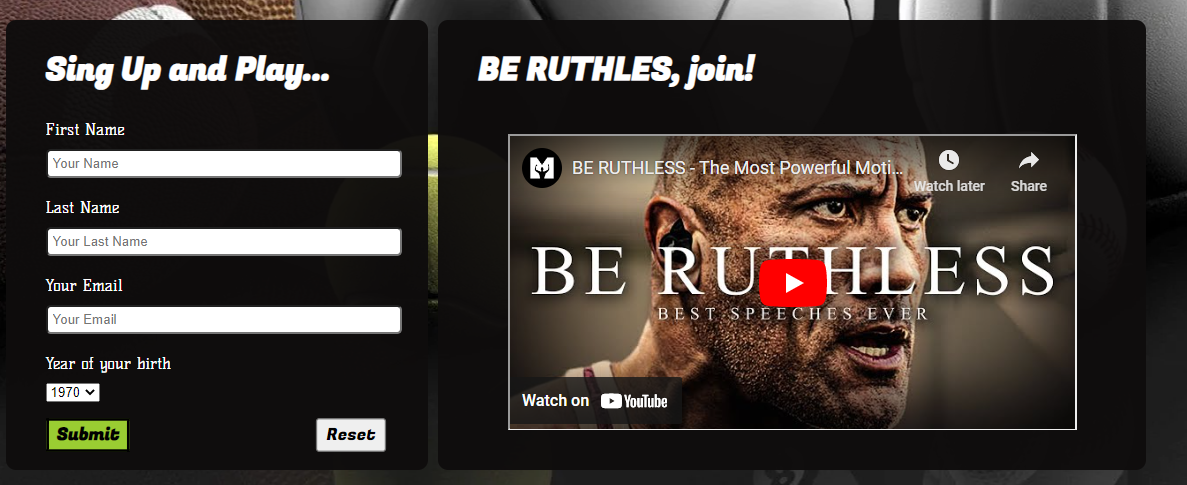 Sing Up and Play...
First Name
Your Name
Last Name
Your Last Name
Your Email
Your Email
Year of your birth
1970
Submit
Reset
BE RUTHLES, join!
BE RUTHLESS - The Most Powerful Moti...
Watch later
Share
BE RUTHLESS
BEST SPEECHES EVER
Watch on YouTube